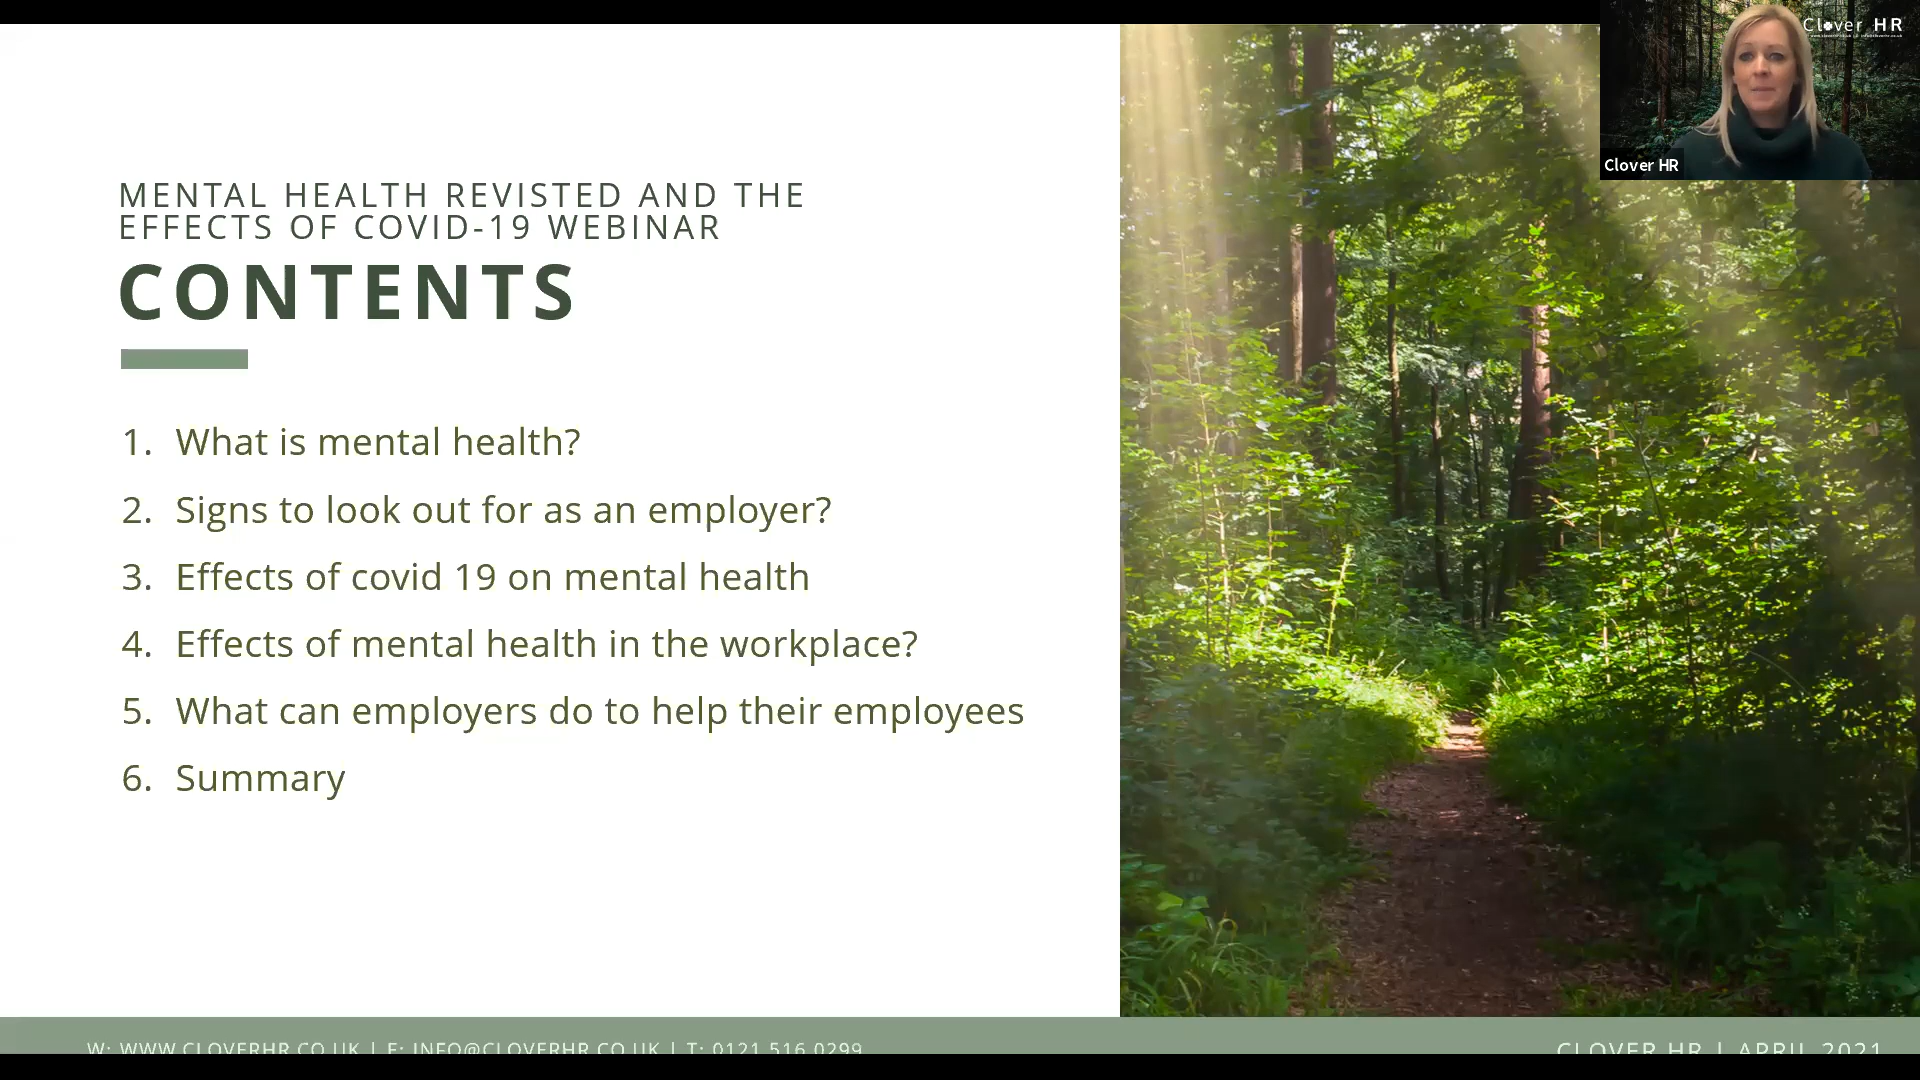 Clover HR
Clover HR
MENTAL HEALTH REVISTED AND THE
EFFECTS OF COVID-19 WEBINAR
CONTENTS
1. What is mental health?
2. Signs to look out for as an employer?
3. Effects of covid 19 on mental health
4. Effects of mental health in the workplace?
5. What can employers do to help their employees
6. Summary
W: WWW.CLOVERHR.CO.UK | E: INFO@CLOVERHR.CO.UK | T: 0121 516 0299
CLOVER HR | APRIL 2021